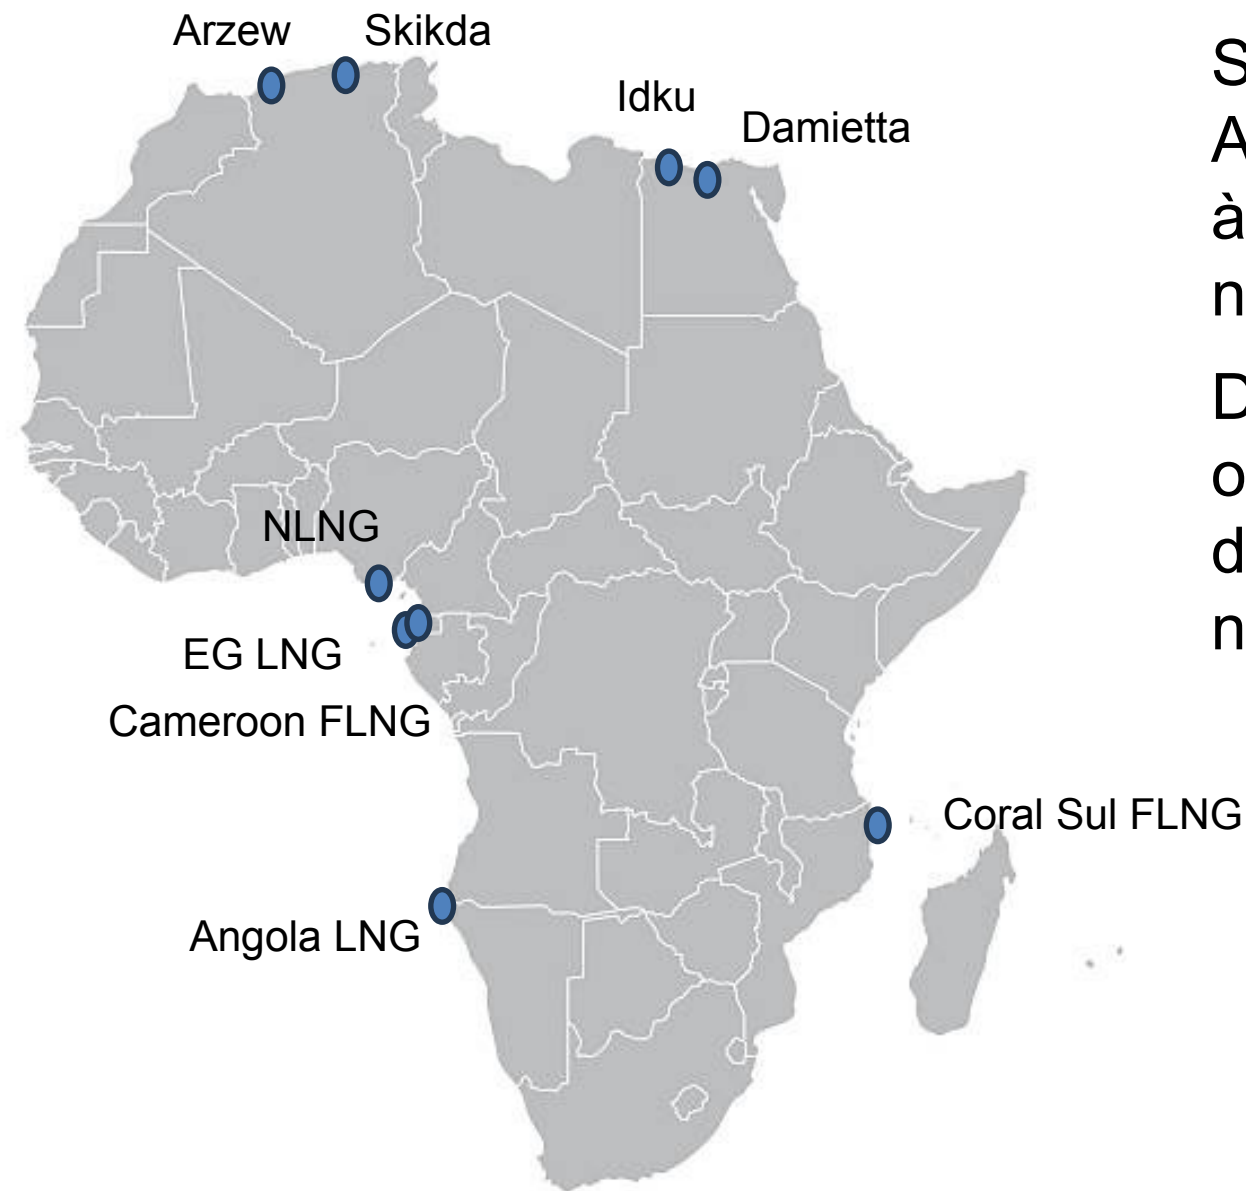 Arzew
Skikda
Idku
Damietta
NLNG
EG LNG
Cameroon FLNG
Coral Sul FLNG
Angola LNG
S
A
à
n
D
o
d
n